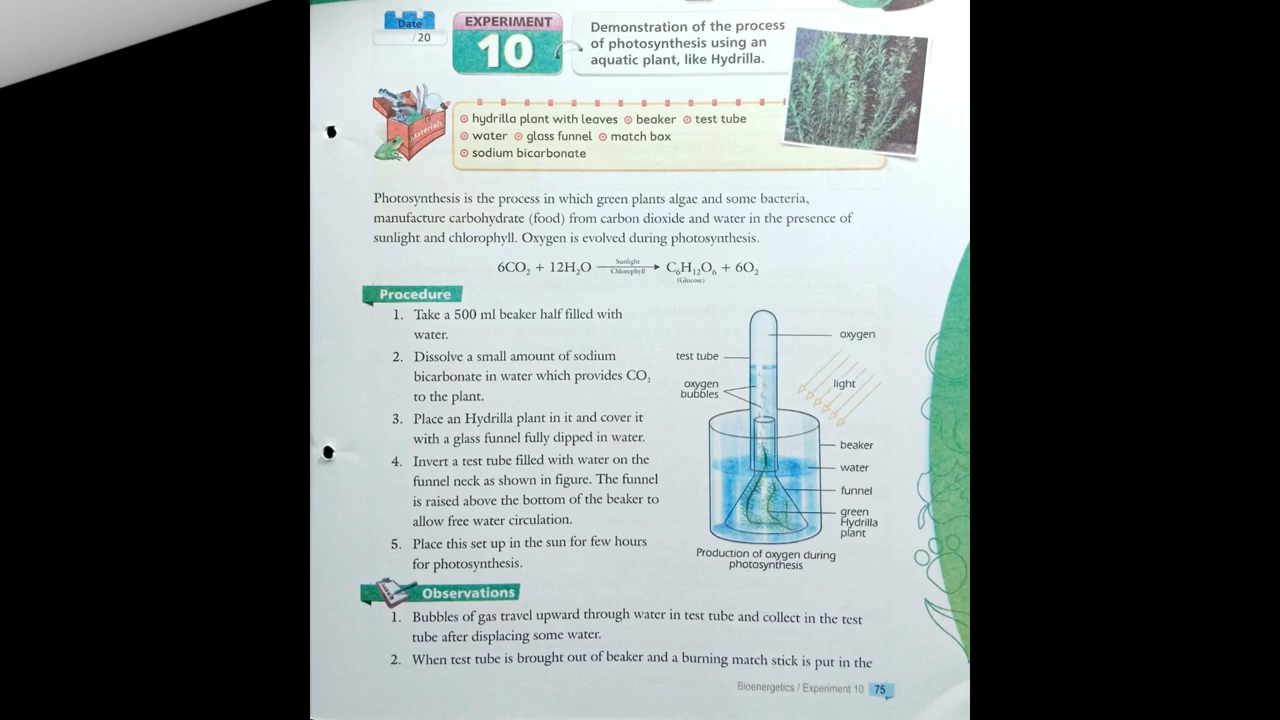 Date
/20
EXPERIMENT
10
Demonstration of the process
of photosynthesis using an
aquatic plant, like Hydrilla.
Materials
hydrilla plant with leaves beaker test tube
water glass funnel match box
sodium bicarbonate
Photosynthesis is the process in which green plants algae and some bacteria,
manufacture carbohydrate (food) from carbon dioxide and water in the presence of
sunlight and chlorophyll. Oxygen is evolved during photosynthesis.
6CO₂ + 12H₂O Sunlight Chlorophyll → C₆H₁₂O₆ + 6O₂
(Glucose)
Procedure
1. Take a 500 ml beaker half filled with
water.
2. Dissolve a small amount of sodium
bicarbonate in water which provides CO₂
to the plant.
3. Place an Hydrilla plant in it and cover it
with a glass funnel fully dipped in water.
4. Invert a test tube filled with water on the
funnel neck as shown in figure. The funnel
is raised above the bottom of the beaker to
allow free water circulation.
5. Place this set up in the sun for few hours
for photosynthesis.
oxygen
test tube
oxygen
bubbles
light
beaker
water
funnel
green
Hydrilla
plant
Production of oxygen during
photosynthesis
Observations
1. Bubbles of gas travel upward through water in test tube and collect in the test
tube after displacing some water.
2. When test tube is brought out of beaker and a burning match stick is put in the
Bioenergetics / Experiment 10 75